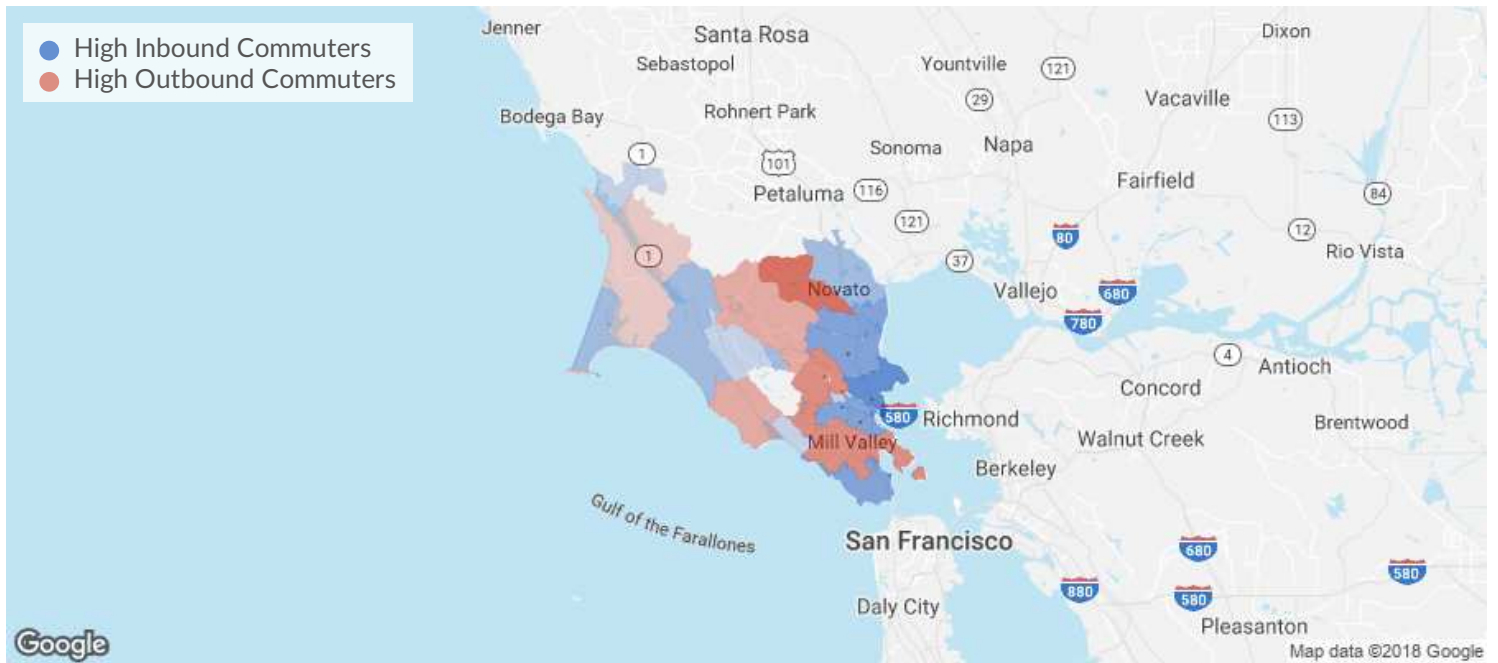 High Inbound Commuters
High Outbound Commuters
Jenner
Santa Rosa
Dixon
Sebastopol
Yountville
121
29
Vacaville
Bodega Bay
Rohnert Park
113
1
101
Sonoma
Napa
Petaluma
116
Fairfield
84
121
12
80
Rio Vista
1
37
Novato
Vallejo
680
780
4
Antioch
Concord
580
Richmond
Brentwood
Mill Valley
Walnut Creek
Berkeley
Gulf of the Farallones
San Francisco
680
580
880
580
Daly City
Pleasanton
Google
Map data ©2018 Google